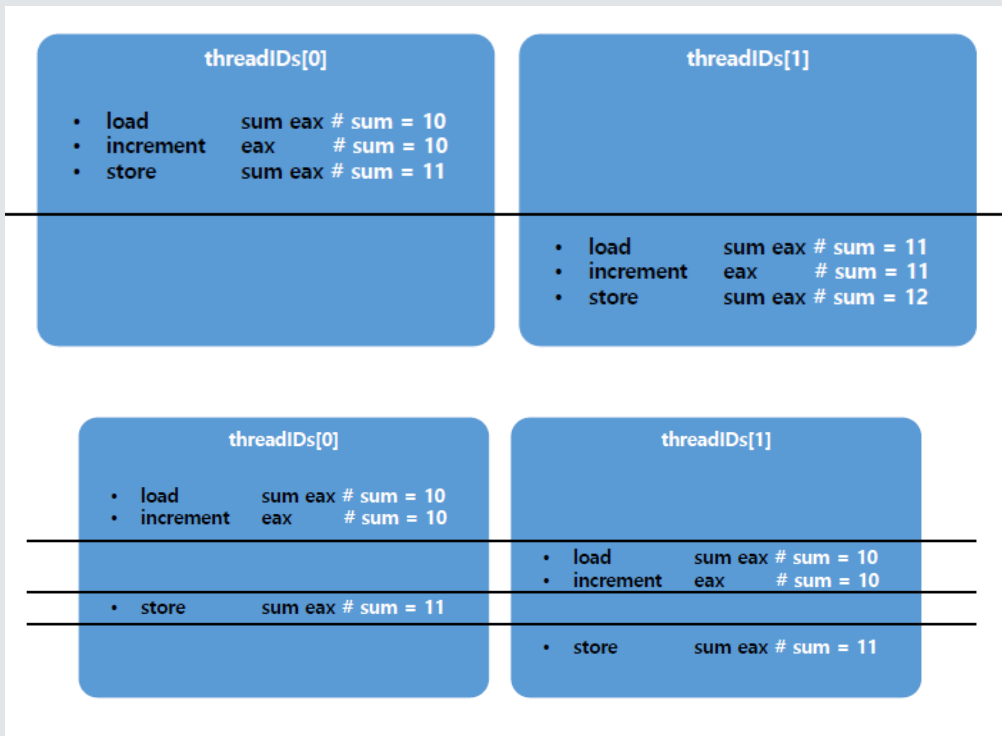 threadIDs[0]
• load sum eax # sum = 10
• increment eax # sum = 10
• store sum eax # sum = 11
threadIDs[1]
• load sum eax # sum = 11
• increment eax # sum = 11
• store sum eax # sum = 12
threadIDs[0]
• load sum eax # sum = 10
• increment eax # sum = 10
• store sum eax # sum = 11
threadIDs[1]
• load sum eax # sum = 10
• increment eax # sum = 10
• store sum eax # sum = 11